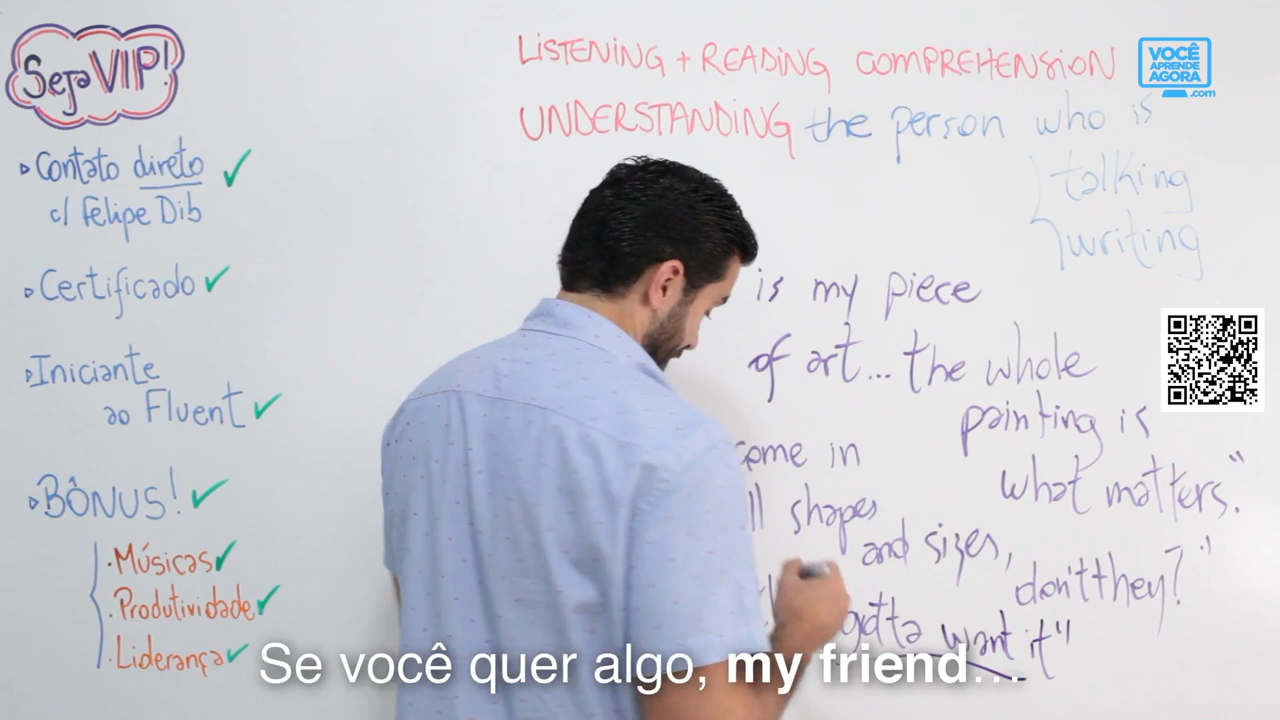 Seja VIP!
Contato direto
c/ Felipe Dib
Certificado
Iniciante
ao Fluent
BÔNUS!
Músicas
Produtividade
Liderança
LISTENING + READING COMPREHENSION
UNDERSTANDING the person who is
talking
writing
is my piece
of art... the whole
painting is
what matters."
come in
shapes
and sizes,
don't they?"
gotta want it"
VOCÊ
APRENDE
AGORA
.com
Se você quer algo, my friend...